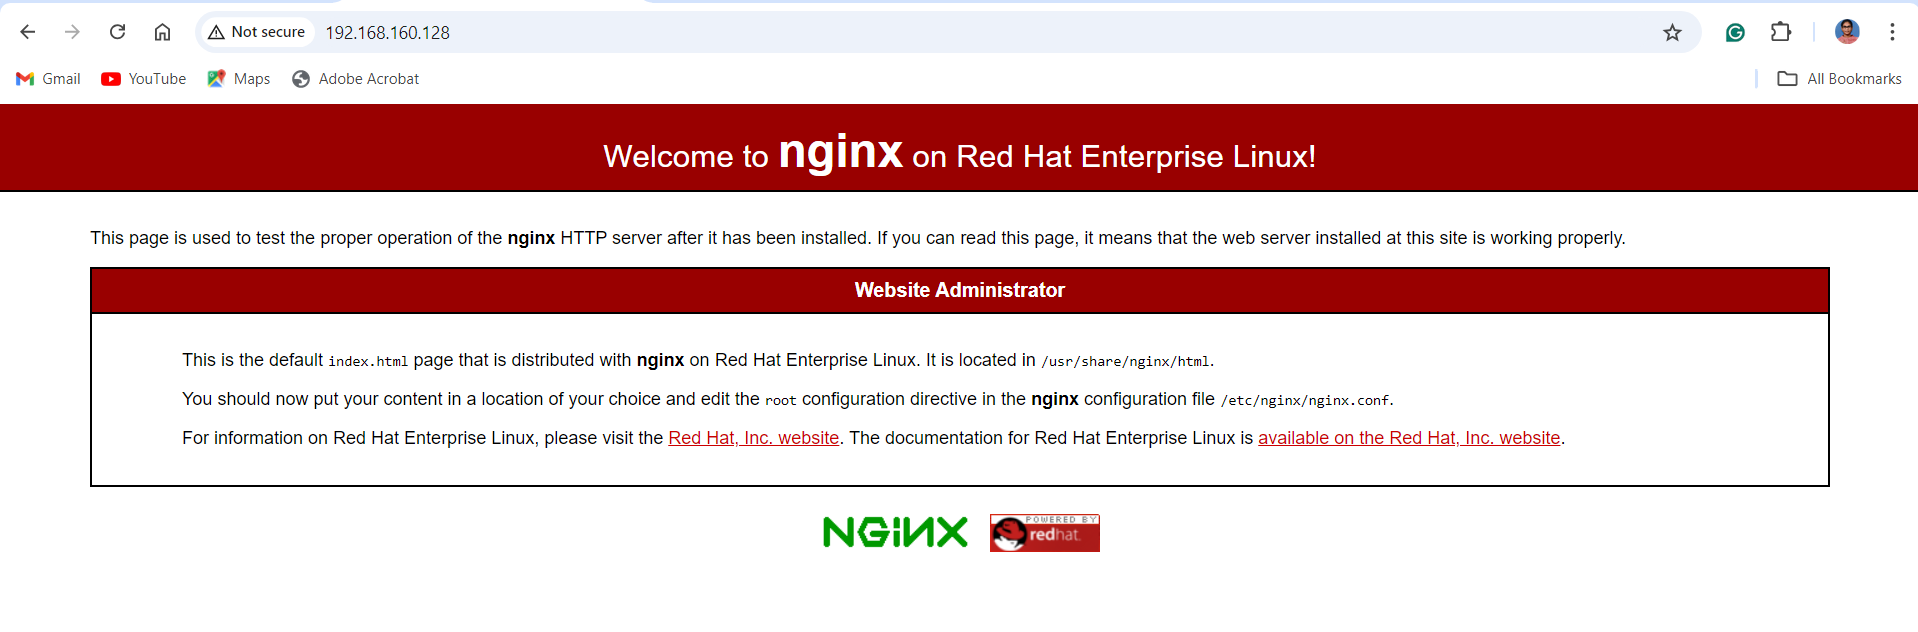 Not secure 192.168.160.128
Gmail YouTube Maps Adobe Acrobat All Bookmarks
Welcome to nginx on Red Hat Enterprise Linux!
This page is used to test the proper operation of the nginx HTTP server after it has been installed. If you can read this page, it means that the web server installed at this site is working properly.
Website Administrator
This is the default index.html page that is distributed with nginx on Red Hat Enterprise Linux. It is located in /usr/share/nginx/html.
You should now put your content in a location of your choice and edit the root configuration directive in the nginx configuration file /etc/nginx/nginx.conf.
For information on Red Hat Enterprise Linux, please visit the Red Hat, Inc. website. The documentation for Red Hat Enterprise Linux is available on the Red Hat, Inc. website.
NGINX
POWERED BY
redhat.